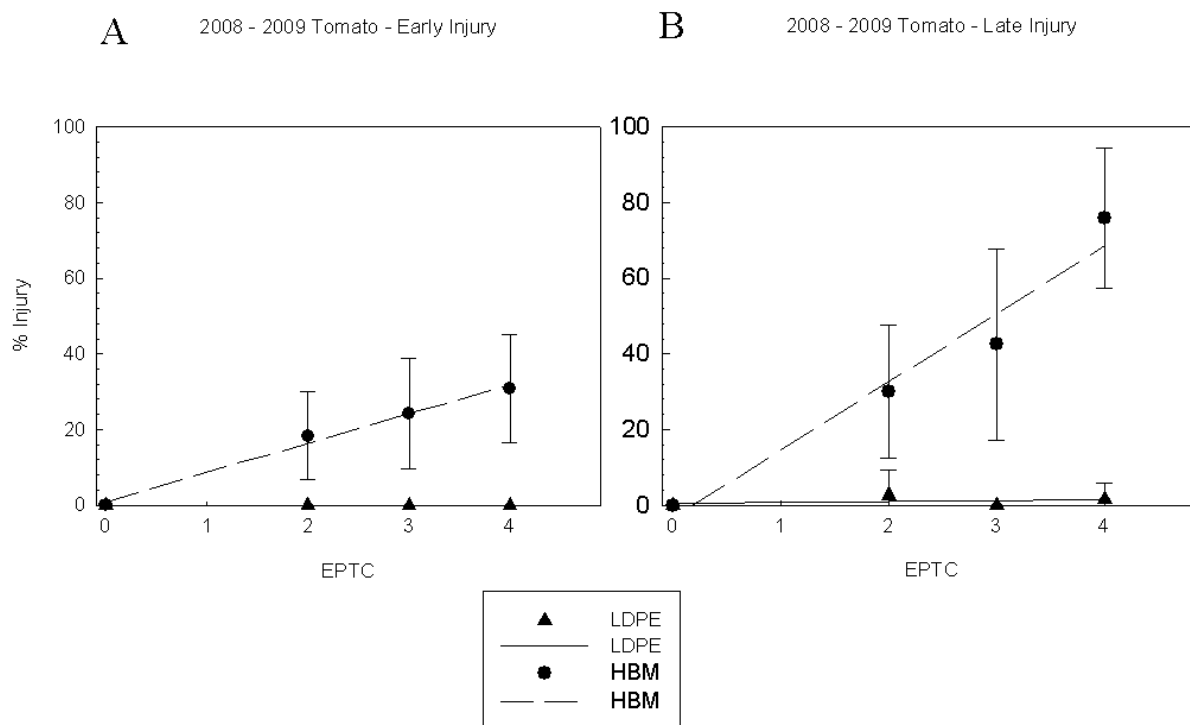 A 2008 - 2009 Tomato - Early Injury
B 2008 - 2009 Tomato - Late Injury
% Injury
100
80
60
40
20
0
0 1 2 3 4
EPTC
100
80
60
40
20
0
0 1 2 3 4
EPTC
LDPE
LDPE
HBM
HBM